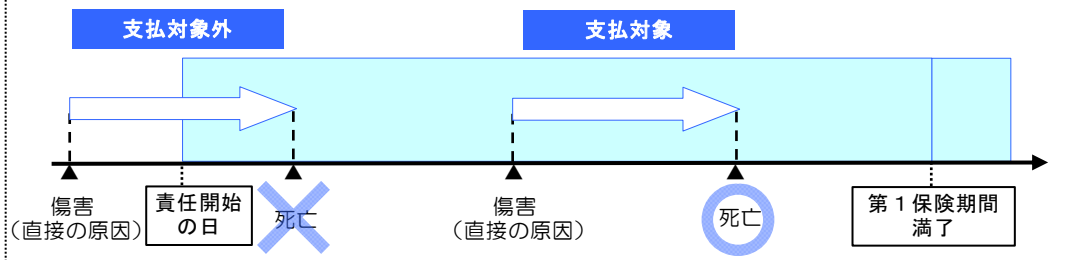 支払対象外
支払対象
傷害
（直接の原因）
責任開始
の日
死亡
傷害
（直接の原因）
死亡
第１保険期間
満了